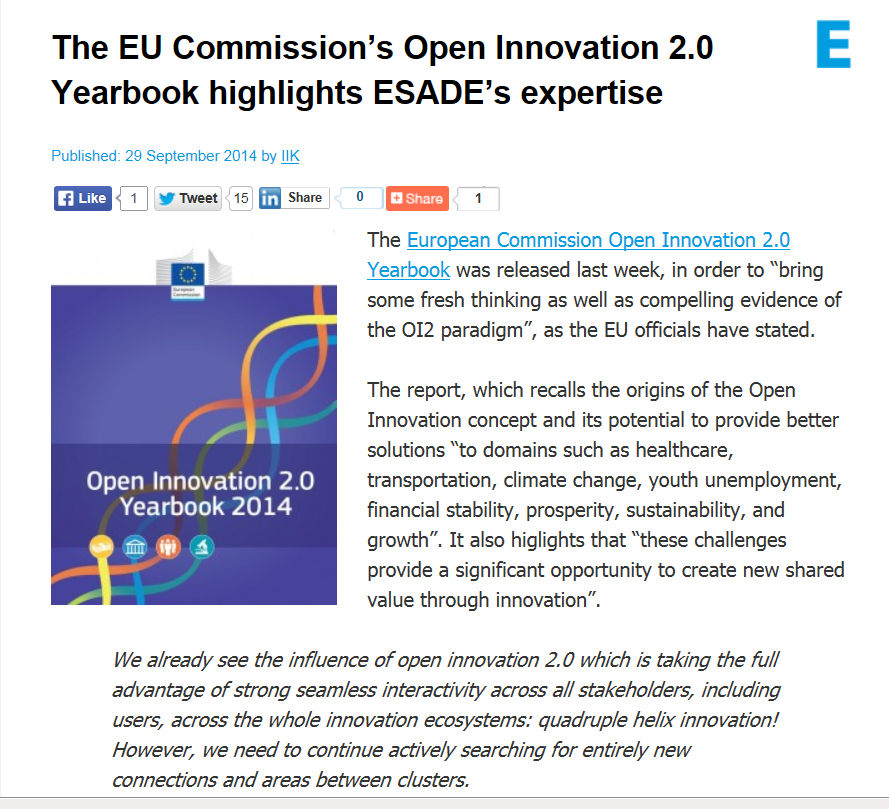 The EU Commission’s Open Innovation 2.0
Yearbook highlights ESADE’s expertise
E
Published: 29 September 2014 by IIK
Like 1 Tweet 15 in Share 0 Share 1
European
Commission
Open Innovation 2.0
Yearbook 2014
The European Commission Open Innovation 2.0
Yearbook was released last week, in order to “bring
some fresh thinking as well as compelling evidence of
the OI2 paradigm”, as the EU officials have stated.
The report, which recalls the origins of the Open
Innovation concept and its potential to provide better
solutions “to domains such as healthcare,
transportation, climate change, youth unemployment,
financial stability, prosperity, sustainability, and
growth”. It also higlights that “these challenges
provide a significant opportunity to create new shared
value through innovation”.
We already see the influence of open innovation 2.0 which is taking the full
advantage of strong seamless interactivity across all stakeholders, including
users, across the whole innovation ecosystems: quadruple helix innovation!
However, we need to continue actively searching for entirely new
connections and areas between clusters.